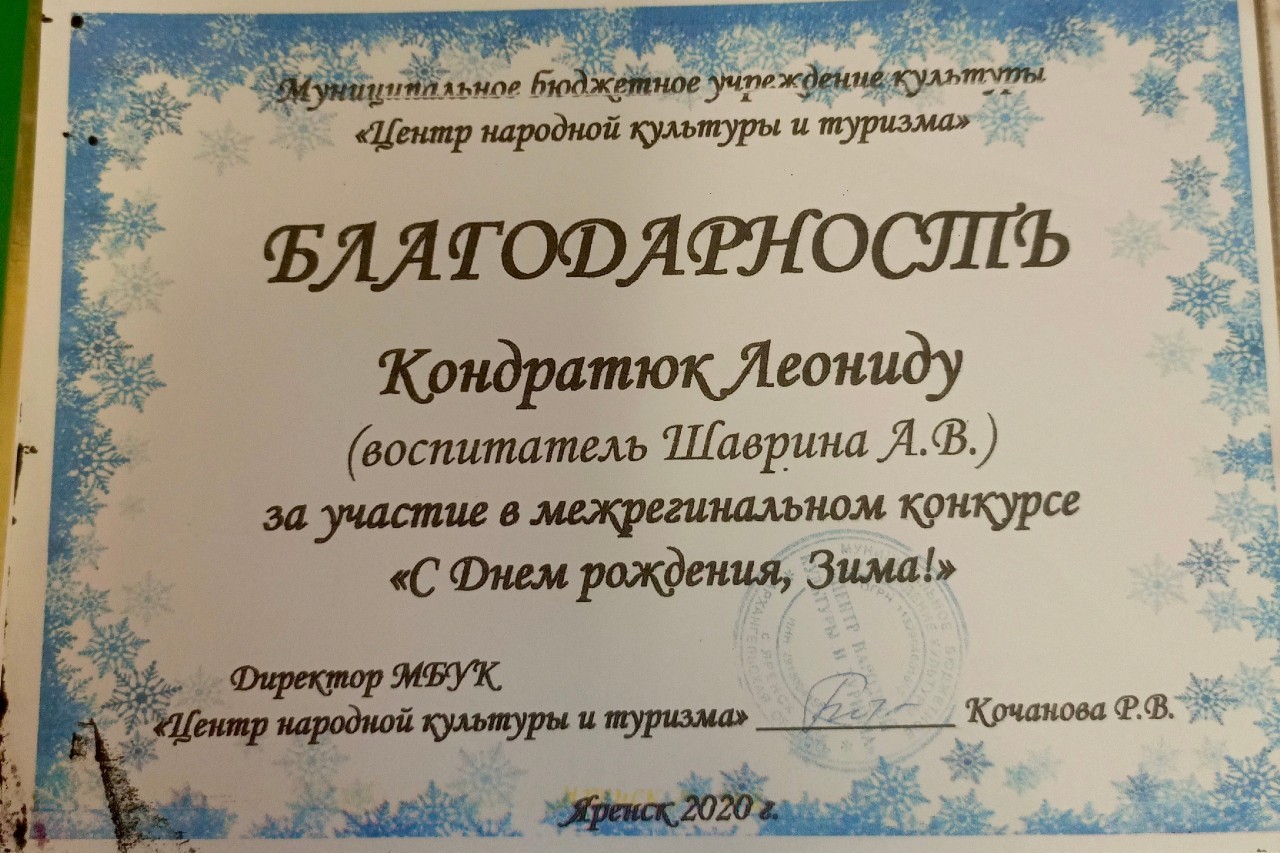 Муниципальное бюджетное учреждение культуры
«Центр народной культуры и туризма»
БЛАГОДАРНОСТЬ
Кондратюк Леониду
(воспитатель Шаврина А.В.)
за участие в межрегинальном конкурсе
«С Днем рождения, Зима!»
Директор МБУК
«Центр народной культуры и туризма» Кочанова Р.В.
Яренск 2020 г.